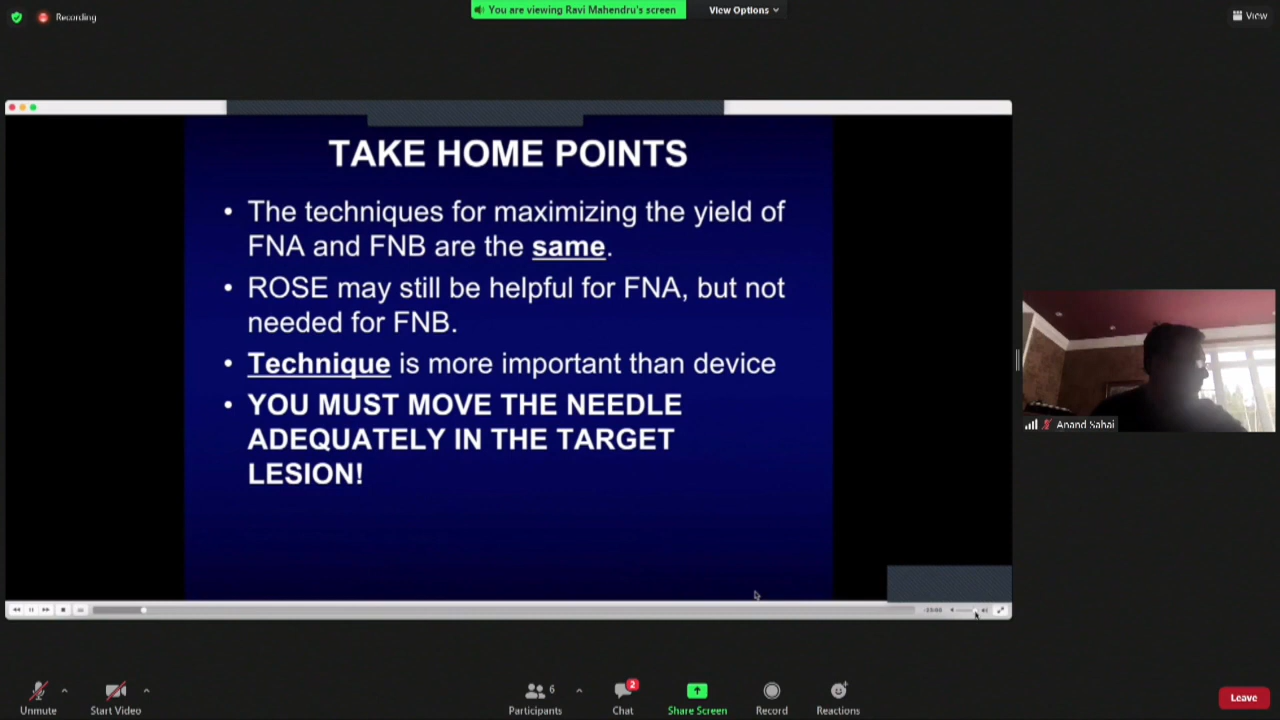 Recording
You are viewing Ravi Mahendru's screen
View Options
View
TAKE HOME POINTS
• The techniques for maximizing the yield of
FNA and FNB are the same.
• ROSE may still be helpful for FNA, but not
needed for FNB.
• Technique is more important than device
• YOU MUST MOVE THE NEEDLE
ADEQUATELY IN THE TARGET
LESION!
Anand Sahai
Unmute
Start Video
6
Participants
2
Chat
Share Screen
Record
Reactions
Leave